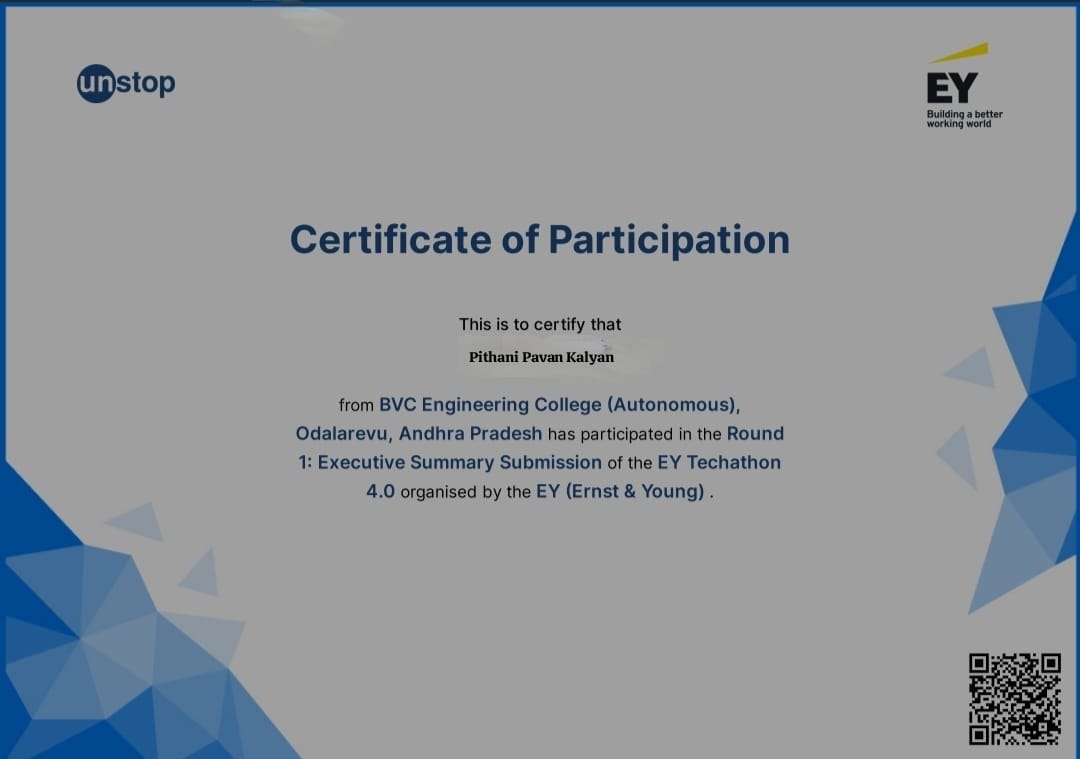 unstop
EY
Building a better
working world
Certificate of Participation
This is to certify that
Pithani Pavan Kalyan
from BVC Engineering College (Autonomous),
Odalarevu, Andhra Pradesh has participated in the Round
1: Executive Summary Submission of the EY Techathon
4.0 organised by the EY (Ernst & Young) .